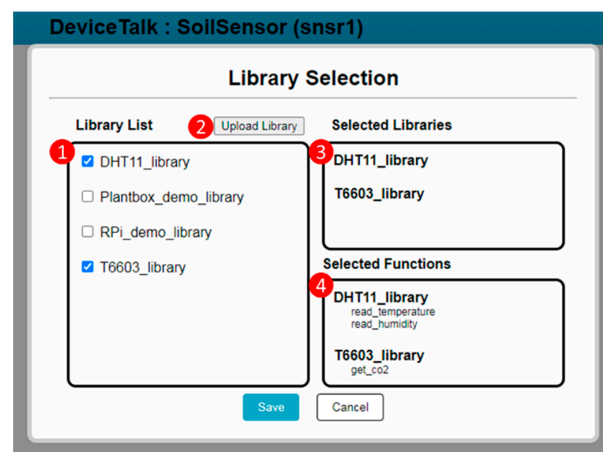 DeviceTalk : SoilSensor (snsr1)
Library Selection
Library List
2
Upload Library
Selected Libraries
1
DHT11_library
Plantbox_demo_library
RPi_demo_library
T6603_library
3
DHT11_library
T6603_library
Selected Functions
4
DHT11_library
read_temperature
read_humidity
T6603_library
get_co2
Save
Cancel